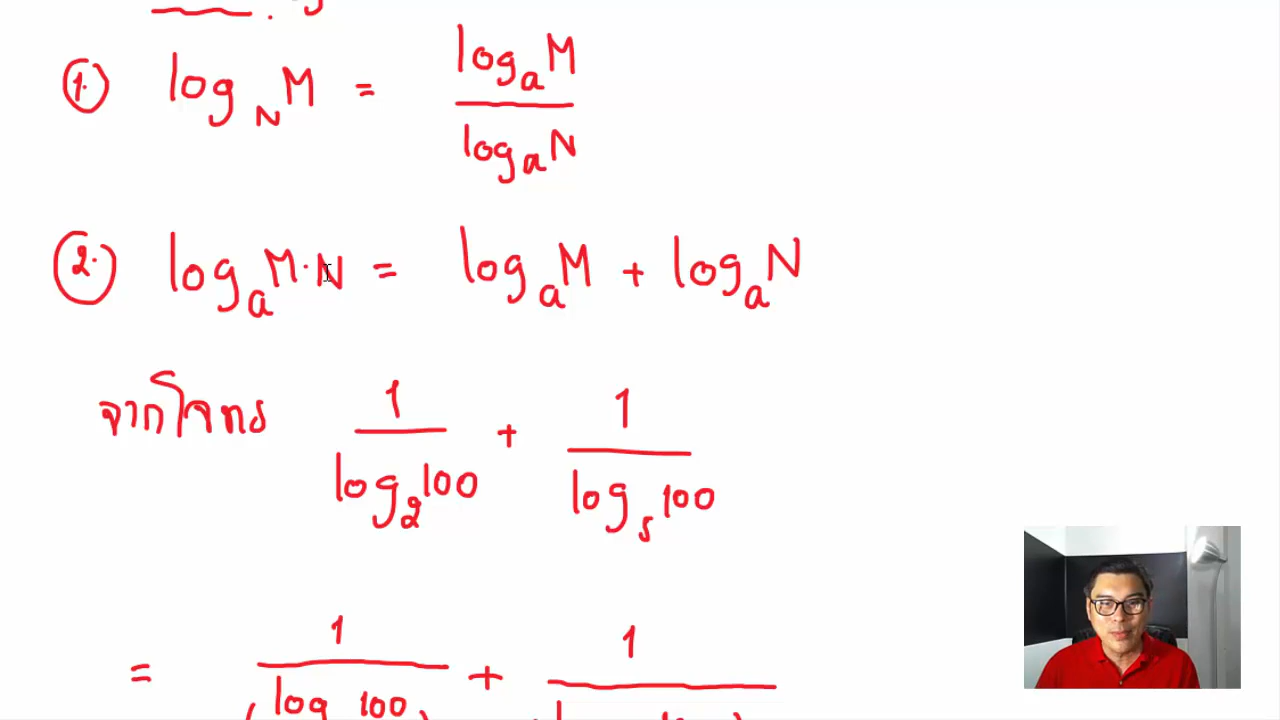 1. log_N M = log_a M / log_a N
2. log_a M·N = log_a M + log_a N
จากโจทย์ 1 / log_2 100 + 1 / log_5 100
= 1 / (log 100) + 1